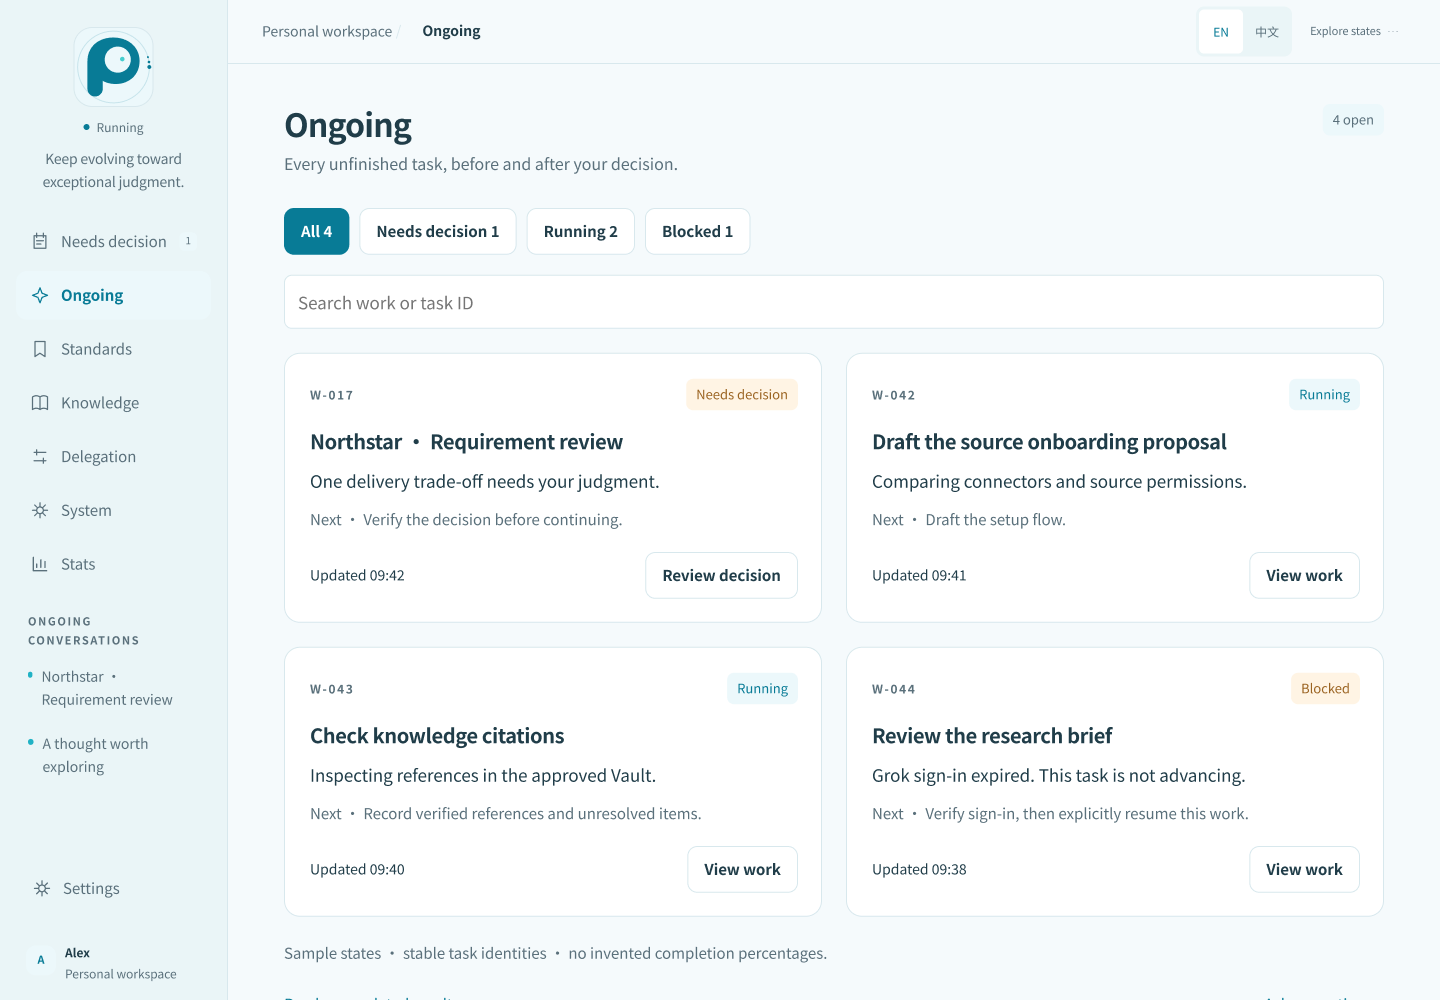 Running
Keep evolving toward
exceptional judgment.
Needs decision 1
Ongoing
Standards
Knowledge
Delegation
System
Stats
ONGOING
CONVERSATIONS
Northstar •
Requirement review
A thought worth
exploring
Settings
A
Alex
Personal workspace
Personal workspace / Ongoing
EN 中文 Explore states ···
Ongoing
4 open
Every unfinished task, before and after your decision.
All 4 Needs decision 1 Running 2 Blocked 1
Search work or task ID
W-017 Needs decision
Northstar • Requirement review
One delivery trade-off needs your judgment.
Next • Verify the decision before continuing.
Updated 09:42 Review decision
W-042 Running
Draft the source onboarding proposal
Comparing connectors and source permissions.
Next • Draft the setup flow.
Updated 09:41 View work
W-043 Running
Check knowledge citations
Inspecting references in the approved Vault.
Next • Record verified references and unresolved items.
Updated 09:40 View work
W-044 Blocked
Review the research brief
Grok sign-in expired. This task is not advancing.
Next • Verify sign-in, then explicitly resume this work.
Updated 09:38 View work
Sample states • stable task identities • no invented completion percentages.